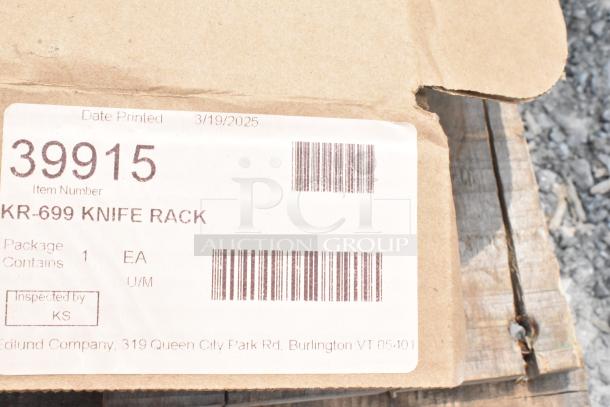 Date Printed 3/19/2025
39915
Item Number
KR-699 KNIFE RACK
Package Contains 1 EA
U/M
Inspected by
KS
Edlund Company, 319 Queen City Park Rd, Burlington VT 05401
PCI
AUCTION GROUP